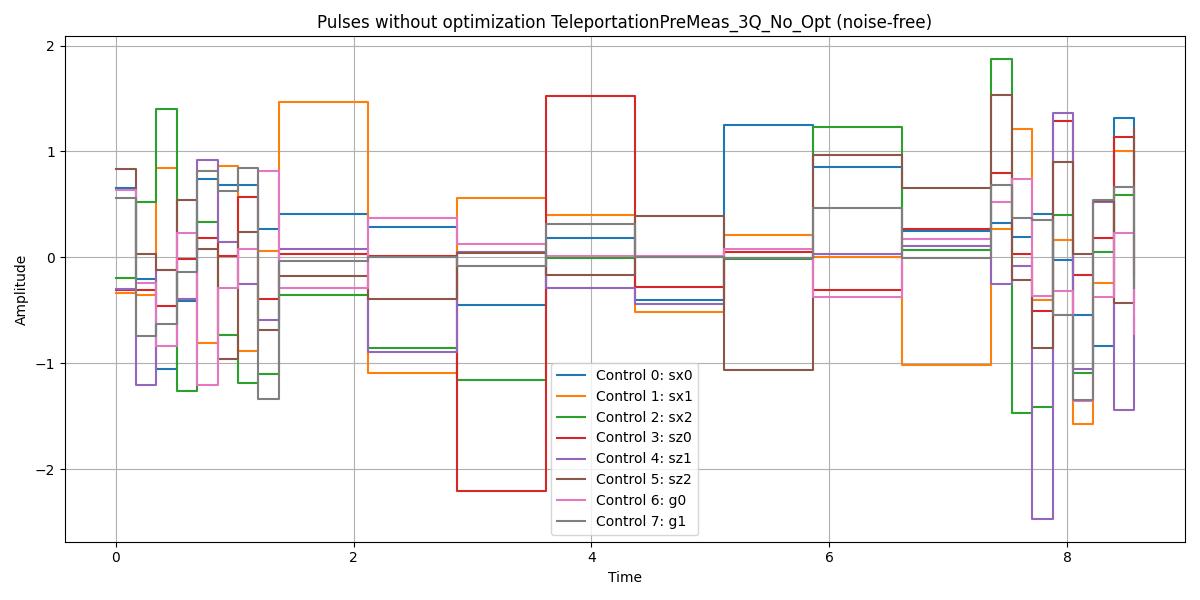 Pulses without optimization TeleportationPreMeas_3Q_No_Opt (noise-free)
2
1
0
−1
−2
Amplitude
Control 0: sx0
Control 1: sx1
Control 2: sx2
Control 3: sz0
Control 4: sz1
Control 5: sz2
Control 6: g0
Control 7: g1
0 2 4 6 8
Time